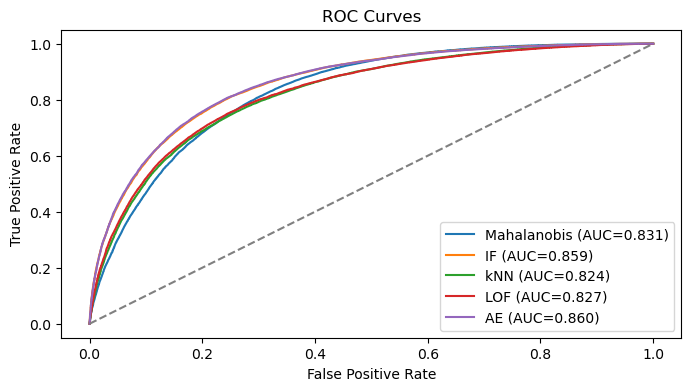 ROC Curves
True Positive Rate
1.0
0.8
0.6
0.4
0.2
0.0
Mahalanobis (AUC=0.831)
IF (AUC=0.859)
kNN (AUC=0.824)
LOF (AUC=0.827)
AE (AUC=0.860)
0.0 0.2 0.4 0.6 0.8 1.0
False Positive Rate